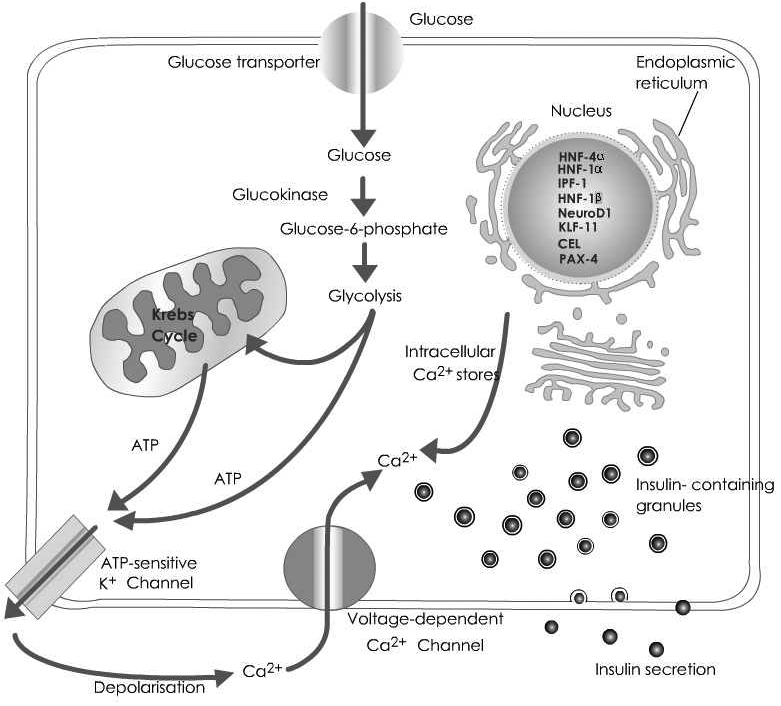 Glucose
Glucose transporter
Endoplasmic
reticulum
Nucleus
Glucose
HNF-4α
HNF-1α
IPF-1
HNF-1β
NeuroD1
KLF-11
CEL
PAX-4
Glucokinase
Glucose-6-phosphate
Glycolysis
Krebs
Cycle
Intracellular
Ca2+ stores
ATP
ATP
Ca2+
Insulin- containing
granules
ATP-sensitive
K+ Channel
Voltage-dependent
Ca2+ Channel
Ca2+
Depolarisation
Insulin secretion